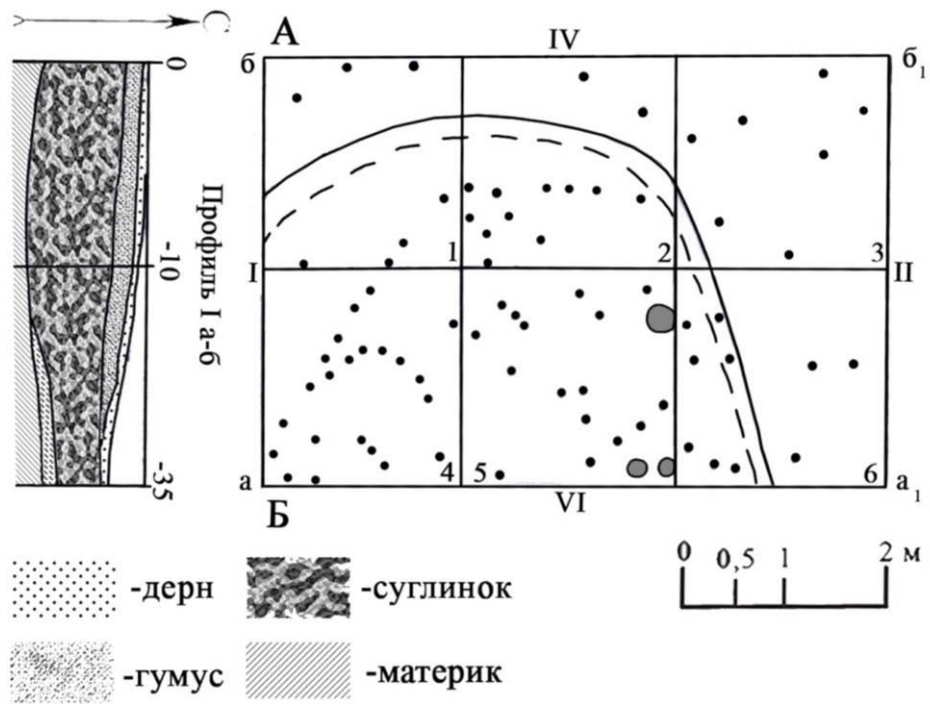 С
А
IV
б
б₁
0
Профиль I а-б
-10
I
1
2
3
II
-35
а
4
5
6
а₁
Б
VI
0 0,5 1 2 м
-дерн
-суглинок
-гумус
-материк